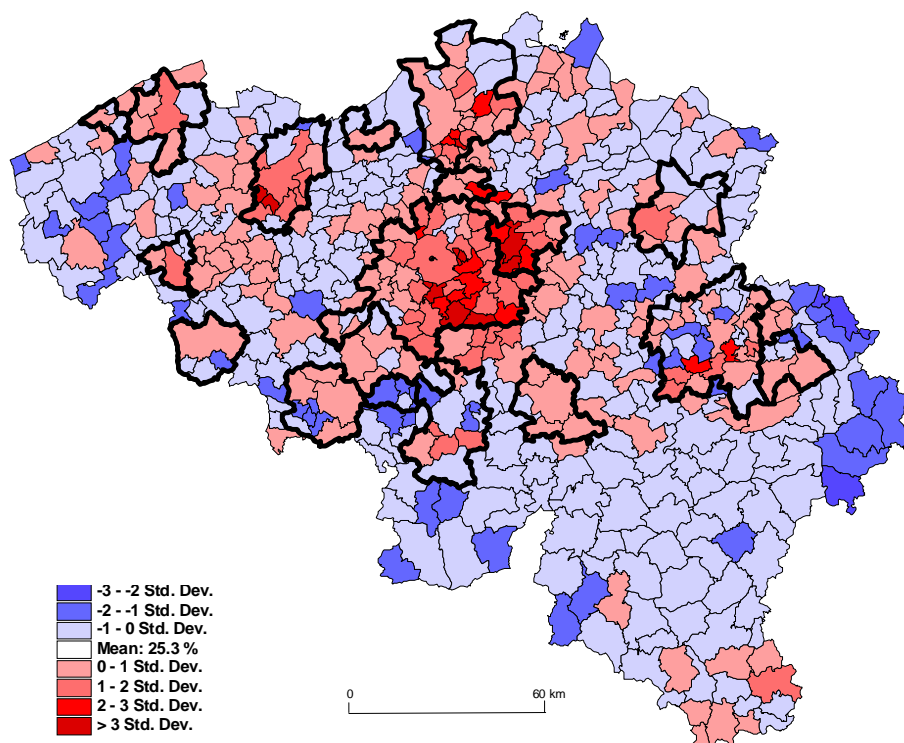 -3 - -2 Std. Dev.
-2 - -1 Std. Dev.
-1 - 0 Std. Dev.
Mean: 25.3 %
0 - 1 Std. Dev.
1 - 2 Std. Dev.
2 - 3 Std. Dev.
> 3 Std. Dev.
0 60 km